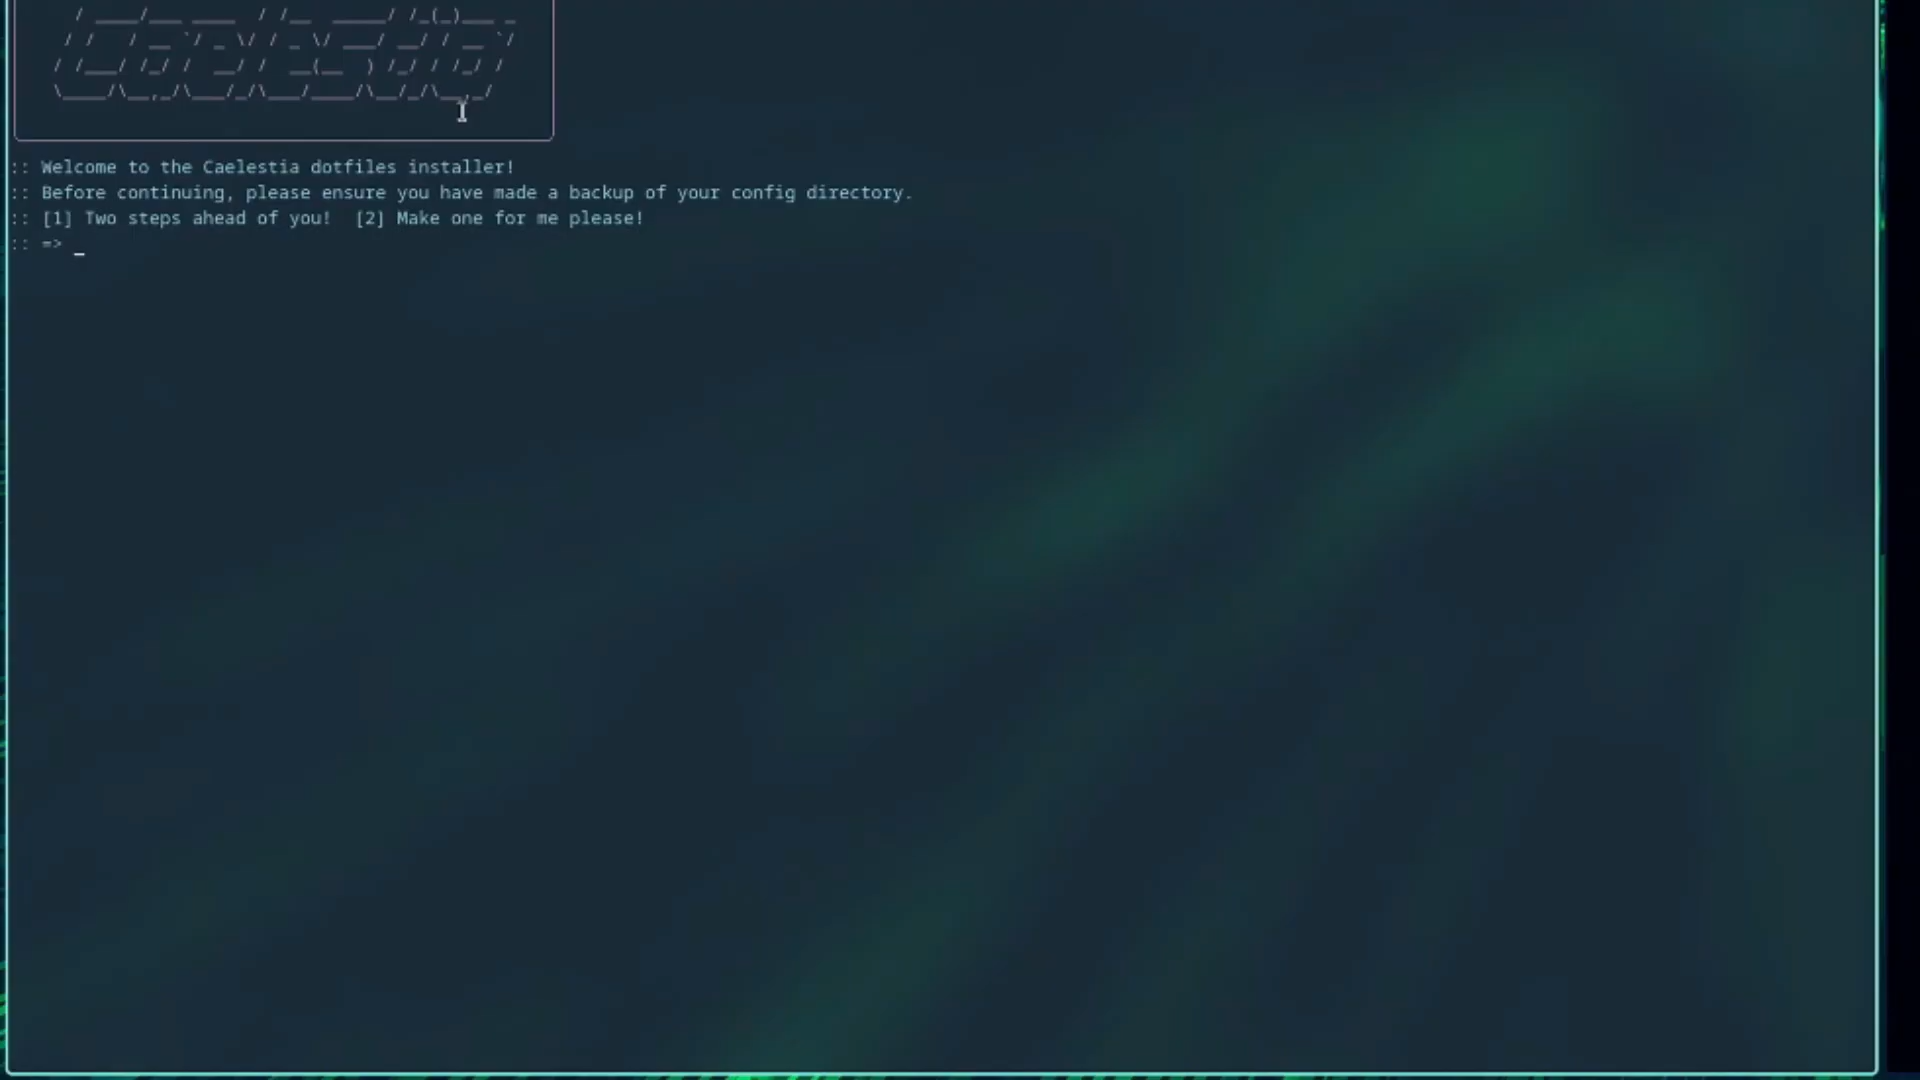 Caelestia
:: Welcome to the Caelestia dotfiles installer!
:: Before continuing, please ensure you have made a backup of your config directory.
:: [1] Two steps ahead of you!  [2] Make one for me please!
:: => _